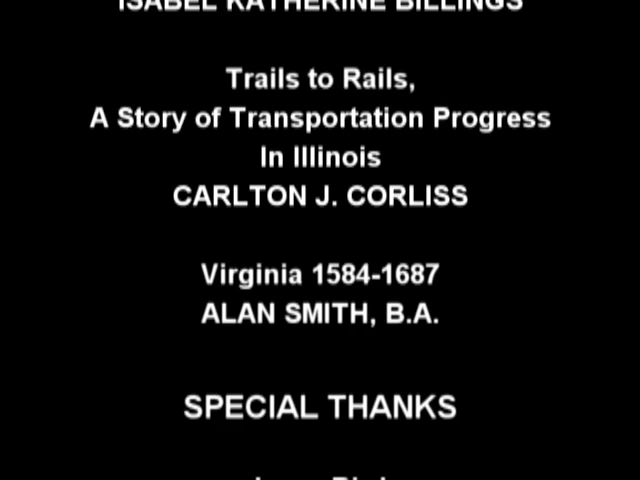 ISABEL KATHERINE BILLINGS
Trails to Rails,
A Story of Transportation Progress
In Illinois
CARLTON J. CORLISS
Virginia 1584-1687
ALAN SMITH, B.A.
SPECIAL THANKS